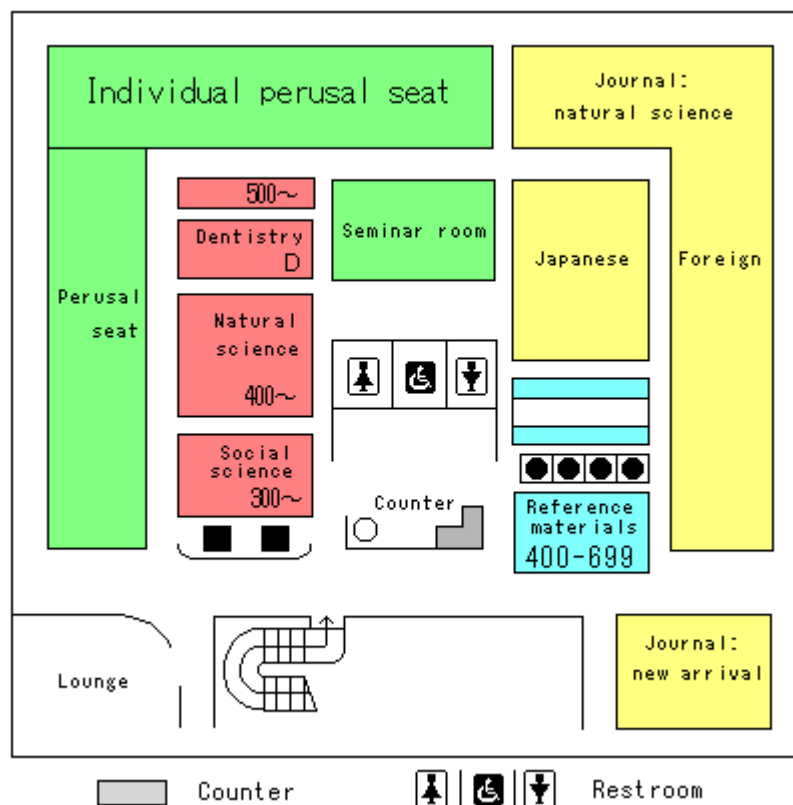 Individual perusal seat
Journal:
natural science
500～
Dentistry
D
Seminar room
Japanese
Foreign
Perusal
seat
Natural
science
400～
Social
science
300～
Counter
Reference
materials
400-699
Lounge
Journal:
new arrival
Counter
Restroom